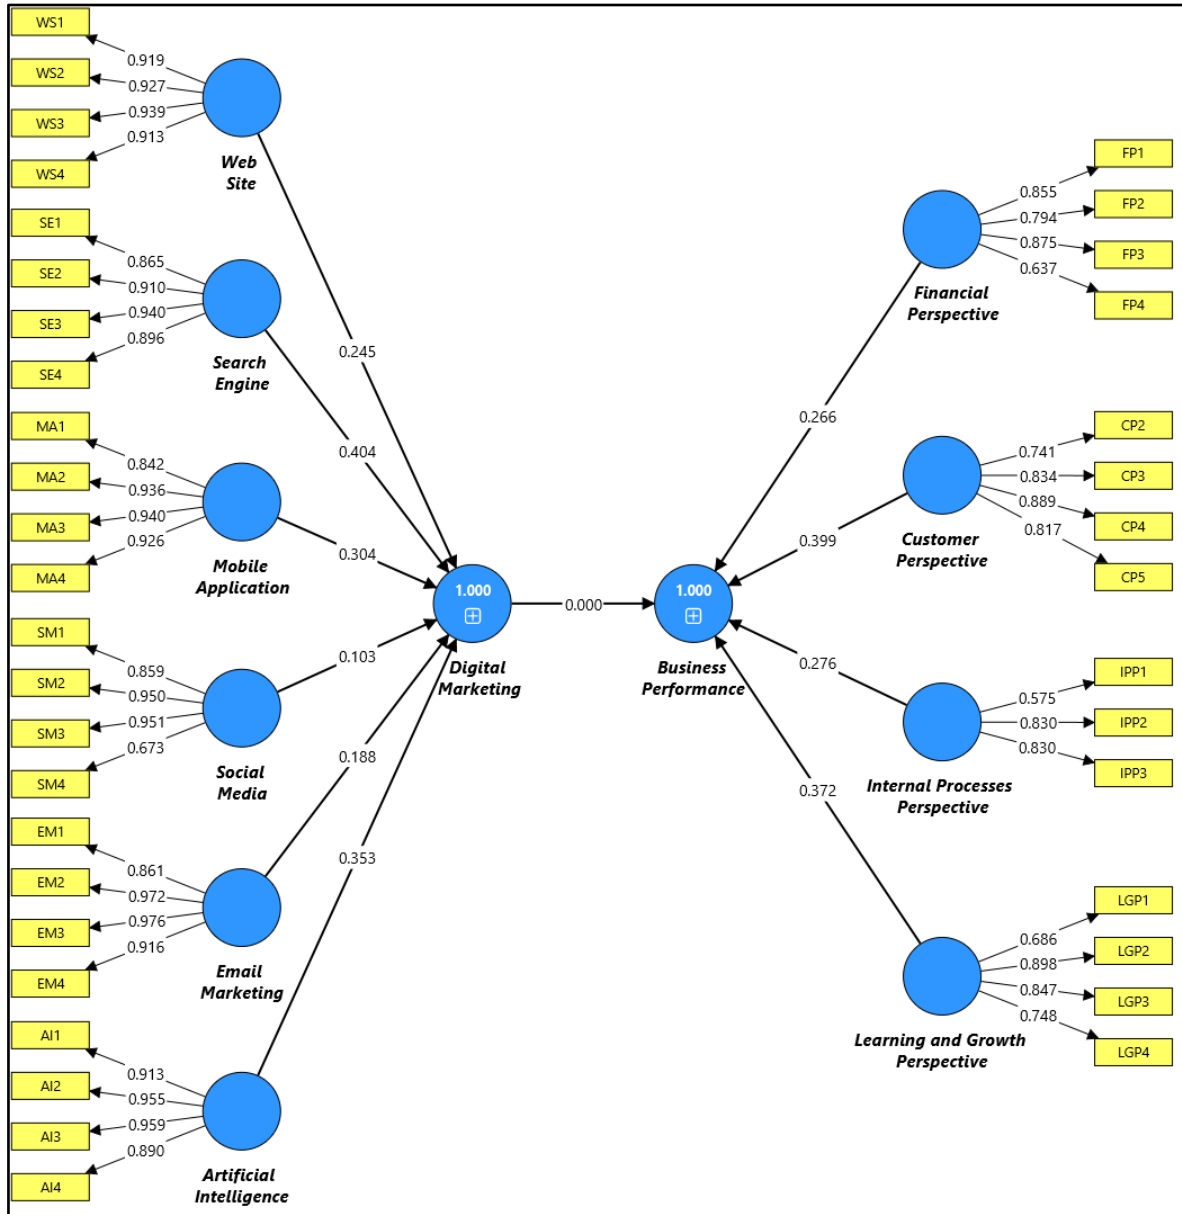 WS1
WS2
WS3
WS4
0.919
0.927
0.939
0.913
Web
Site
SE1
SE2
SE3
SE4
0.865
0.910
0.940
0.896
Search
Engine
MA1
MA2
MA3
MA4
0.842
0.936
0.940
0.926
Mobile
Application
SM1
SM2
SM3
SM4
0.859
0.950
0.951
0.673
Social
Media
EM1
EM2
EM3
EM4
0.861
0.972
0.976
0.916
Email
Marketing
AI1
AI2
AI3
AI4
0.913
0.955
0.959
0.890
Artificial
Intelligence
0.245
0.404
0.304
0.103
0.188
0.353
1.000
Digital
Marketing
0.000
1.000
Business
Performance
0.266
0.399
0.276
0.372
Financial
Perspective
0.855
0.794
0.875
0.637
FP1
FP2
FP3
FP4
Customer
Perspective
0.741
0.834
0.889
0.817
CP2
CP3
CP4
CP5
Internal Processes
Perspective
0.575
0.830
0.830
IPP1
IPP2
IPP3
Learning and Growth
Perspective
0.686
0.898
0.847
0.748
LGP1
LGP2
LGP3
LGP4